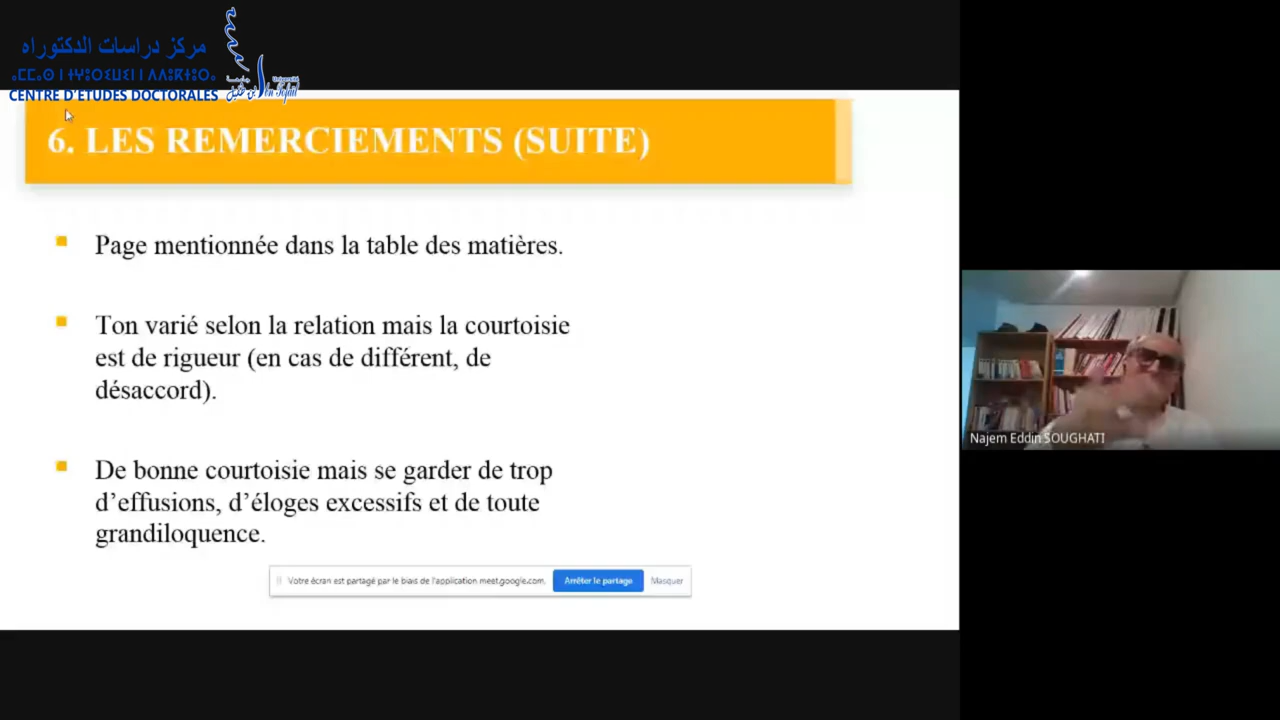 مركز دراسات الدكتوراه
CENTRE D'ETUDES DOCTORALES
Université
Ibn Tofail
6. LES REMERCIEMENTS (SUITE)
Page mentionnée dans la table des matières.
Ton varié selon la relation mais la courtoisie
est de rigueur (en cas de différent, de
désaccord).
De bonne courtoisie mais se garder de trop
d’effusions, d’éloges excessifs et de toute
grandiloquence.
Votre écran est partagé par le biais de l'application meet.google.com.
Arrêter le partage
Masquer
Najem Eddin SOUGHATI